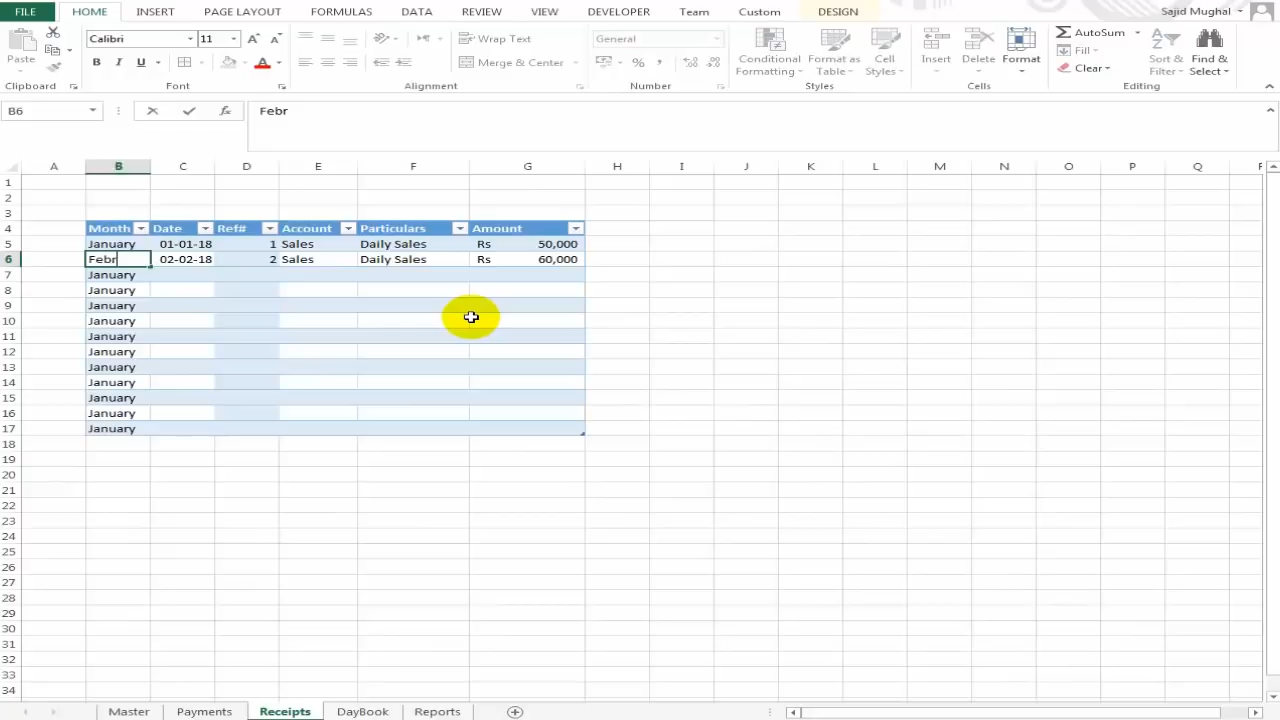 FILE HOME INSERT PAGE LAYOUT FORMULAS DATA REVIEW VIEW DEVELOPER Team Custom DESIGN Sajid Mughal
Calibri 11 Wrap Text General Conditional Format as Cell Insert Delete Format AutoSum Sort & Find &
Paste B I U A Merge & Center % , Formatting Table Styles Fill Filter Select
Clear
Clipboard Font Alignment Number Styles Cells Editing
B6 fx Febr
A B C D E F G H I J K L M N O P Q
1
2
3
4 Month Date Ref# Account Particulars Amount
5 January 01-01-18 1 Sales Daily Sales Rs 50,000
6 Febr 02-02-18 2 Sales Daily Sales Rs 60,000
7 January
8 January
9 January
10 January
11 January
12 January
13 January
14 January
15 January
16 January
17 January
18
19
20
21
22
23
24
25
26
27
28
29
30
31
32
33
34
Master Payments Receipts DayBook Reports